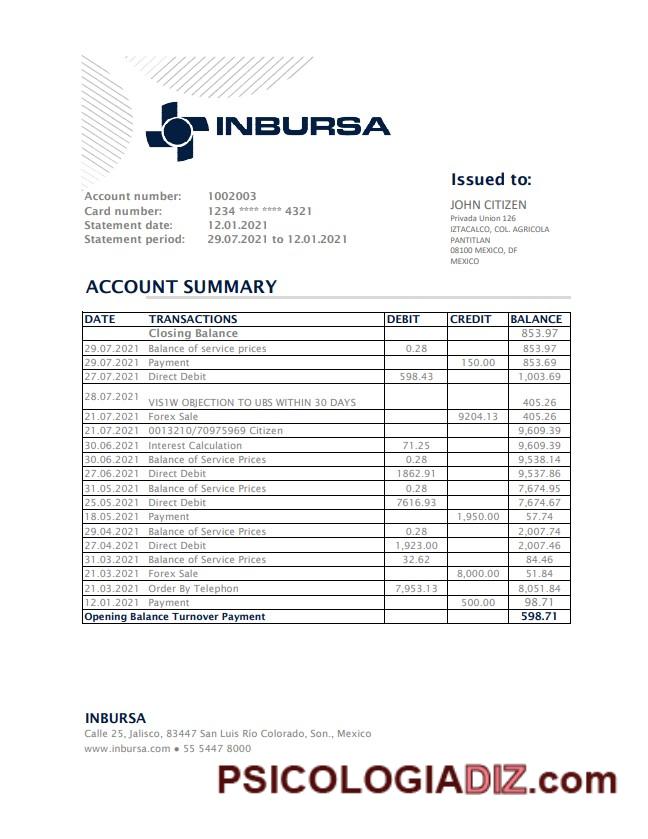 INBURSA
Issued to:
Account number: 1002003
Card number: 1234 **** **** 4321
Statement date: 12.01.2021
Statement period: 29.07.2021 to 12.01.2021
JOHN CITIZEN
Privada Union 126
IZTACALCO, COL. AGRICOLA
PANTITLAN
08100 MEXICO, DF
MEXICO
ACCOUNT SUMMARY
DATE TRANSACTIONS DEBIT CREDIT BALANCE
Closing Balance 853.97
29.07.2021 Balance of service prices 0.28 853.97
29.07.2021 Payment 150.00 853.69
27.07.2021 Direct Debit 598.43 1,003.69
28.07.2021 VIS1W OBJECTION TO UBS WITHIN 30 DAYS 405.26
21.07.2021 Forex Sale 9204.13 405.26
21.07.2021 0013210/70975969 Citizen 9,609.39
30.06.2021 Interest Calculation 71.25 9,609.39
30.06.2021 Balance of Service Prices 0.28 9,538.14
27.06.2021 Direct Debit 1862.91 9,537.86
31.05.2021 Balance of Service Prices 0.28 7,674.95
25.05.2021 Direct Debit 7616.93 7,674.67
18.05.2021 Payment 1,950.00 57.74
29.04.2021 Balance of Service Prices 0.28 2,007.74
27.04.2021 Direct Debit 1,923.00 2,007.46
31.03.2021 Balance of Service Prices 32.62 84.46
21.03.2021 Forex Sale 8,000.00 51.84
21.03.2021 Order By Telephon 7,953.13 8,051.84
12.01.2021 Payment 500.00 98.71
Opening Balance Turnover Payment 598.71
INBURSA
Calle 25, Jalisco, 83447 San Luis Río Colorado, Son., Mexico
www.inbursa.com ● 55 5447 8000
PSICOLOGIADIZ.com